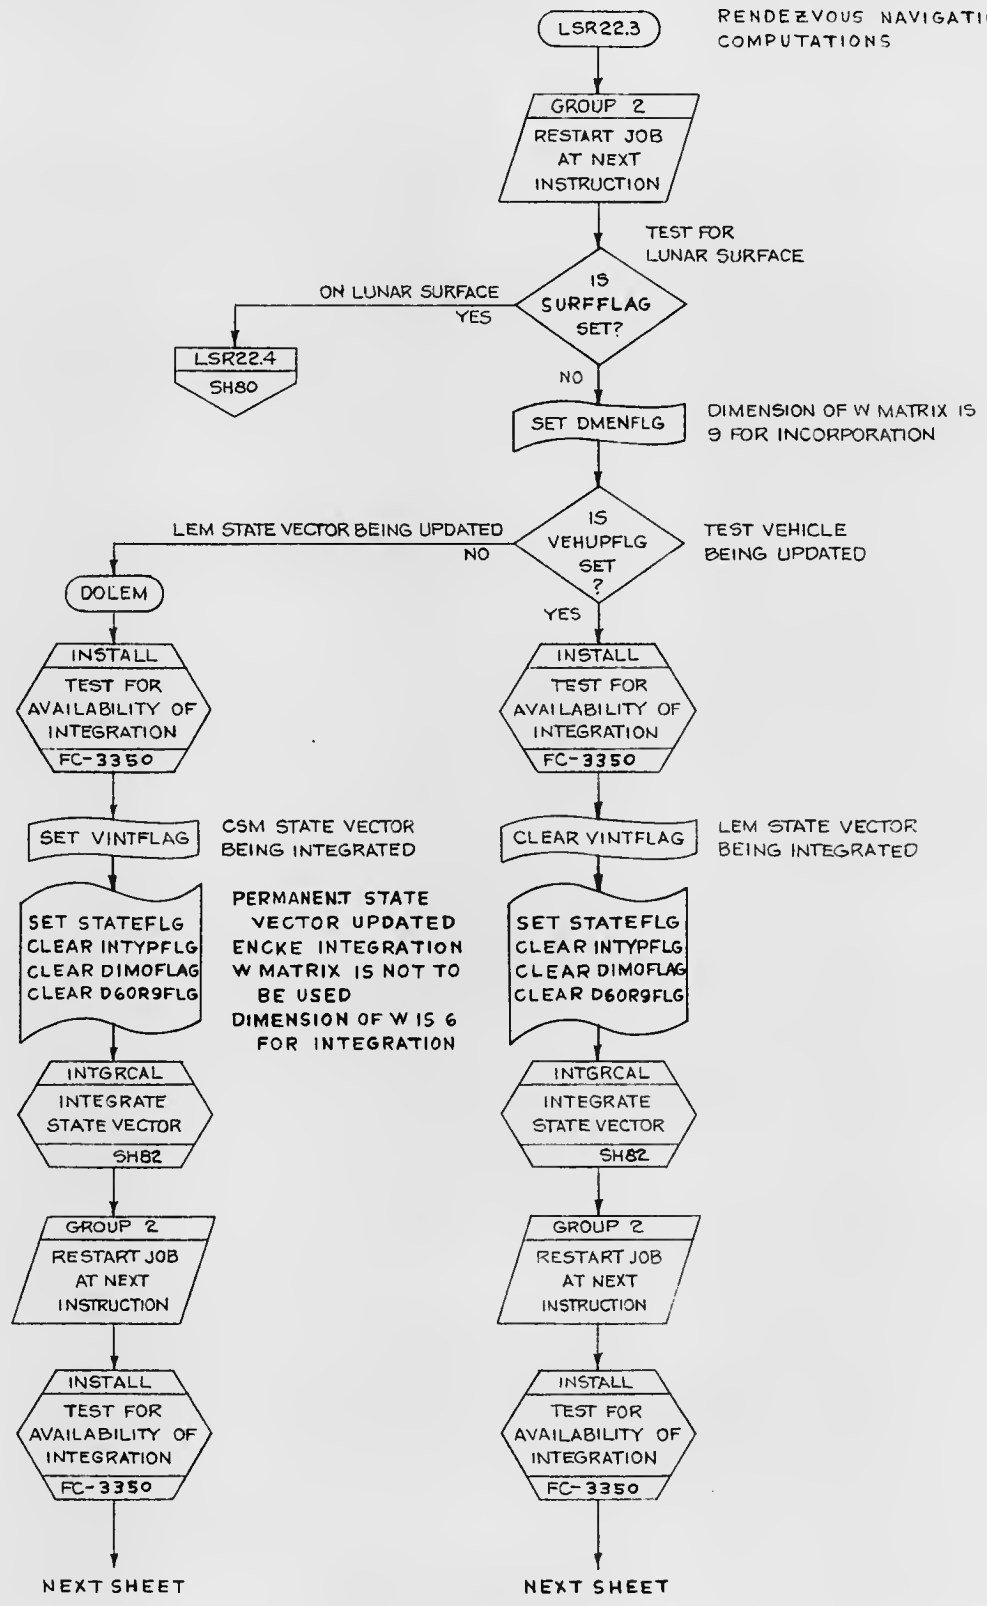 LSR22.3
RENDEZVOUS NAVIGATI
COMPUTATIONS
GROUP 2
RESTART JOB
AT NEXT
INSTRUCTION
TEST FOR
LUNAR SURFACE
IS
SURFFLAG
SET?
ON LUNAR SURFACE
YES
LSR22.4
SH80
NO
SET DMENFLG
DIMENSION OF W MATRIX IS
9 FOR INCORPORATION
IS
VEHUPFLG
SET
?
TEST VEHICLE
BEING UPDATED
LEM STATE VECTOR BEING UPDATED
NO
YES
DOLEM
INSTALL
TEST FOR
AVAILABILITY OF
INTEGRATION
FC-3350
SET VINTFLAG
CSM STATE VECTOR
BEING INTEGRATED
SET STATEFLG
CLEAR INTYPFLG
CLEAR DIMOFLAG
CLEAR D6OR9FLG
PERMANENT STATE
VECTOR UPDATED
ENCKE INTEGRATION
W MATRIX IS NOT TO
BE USED
DIMENSION OF W IS 6
FOR INTEGRATION
INTGRCAL
INTEGRATE
STATE VECTOR
SH82
GROUP 2
RESTART JOB
AT NEXT
INSTRUCTION
INSTALL
TEST FOR
AVAILABILITY OF
INTEGRATION
FC-3350
NEXT SHEET
INSTALL
TEST FOR
AVAILABILITY OF
INTEGRATION
FC-3350
CLEAR VINTFLAG
LEM STATE VECTOR
BEING INTEGRATED
SET STATEFLG
CLEAR INTYPFLG
CLEAR DIMOFLAG
CLEAR D6OR9FLG
INTGRCAL
INTEGRATE
STATE VECTOR
SH82
GROUP 2
RESTART JOB
AT NEXT
INSTRUCTION
INSTALL
TEST FOR
AVAILABILITY OF
INTEGRATION
FC-3350
NEXT SHEET